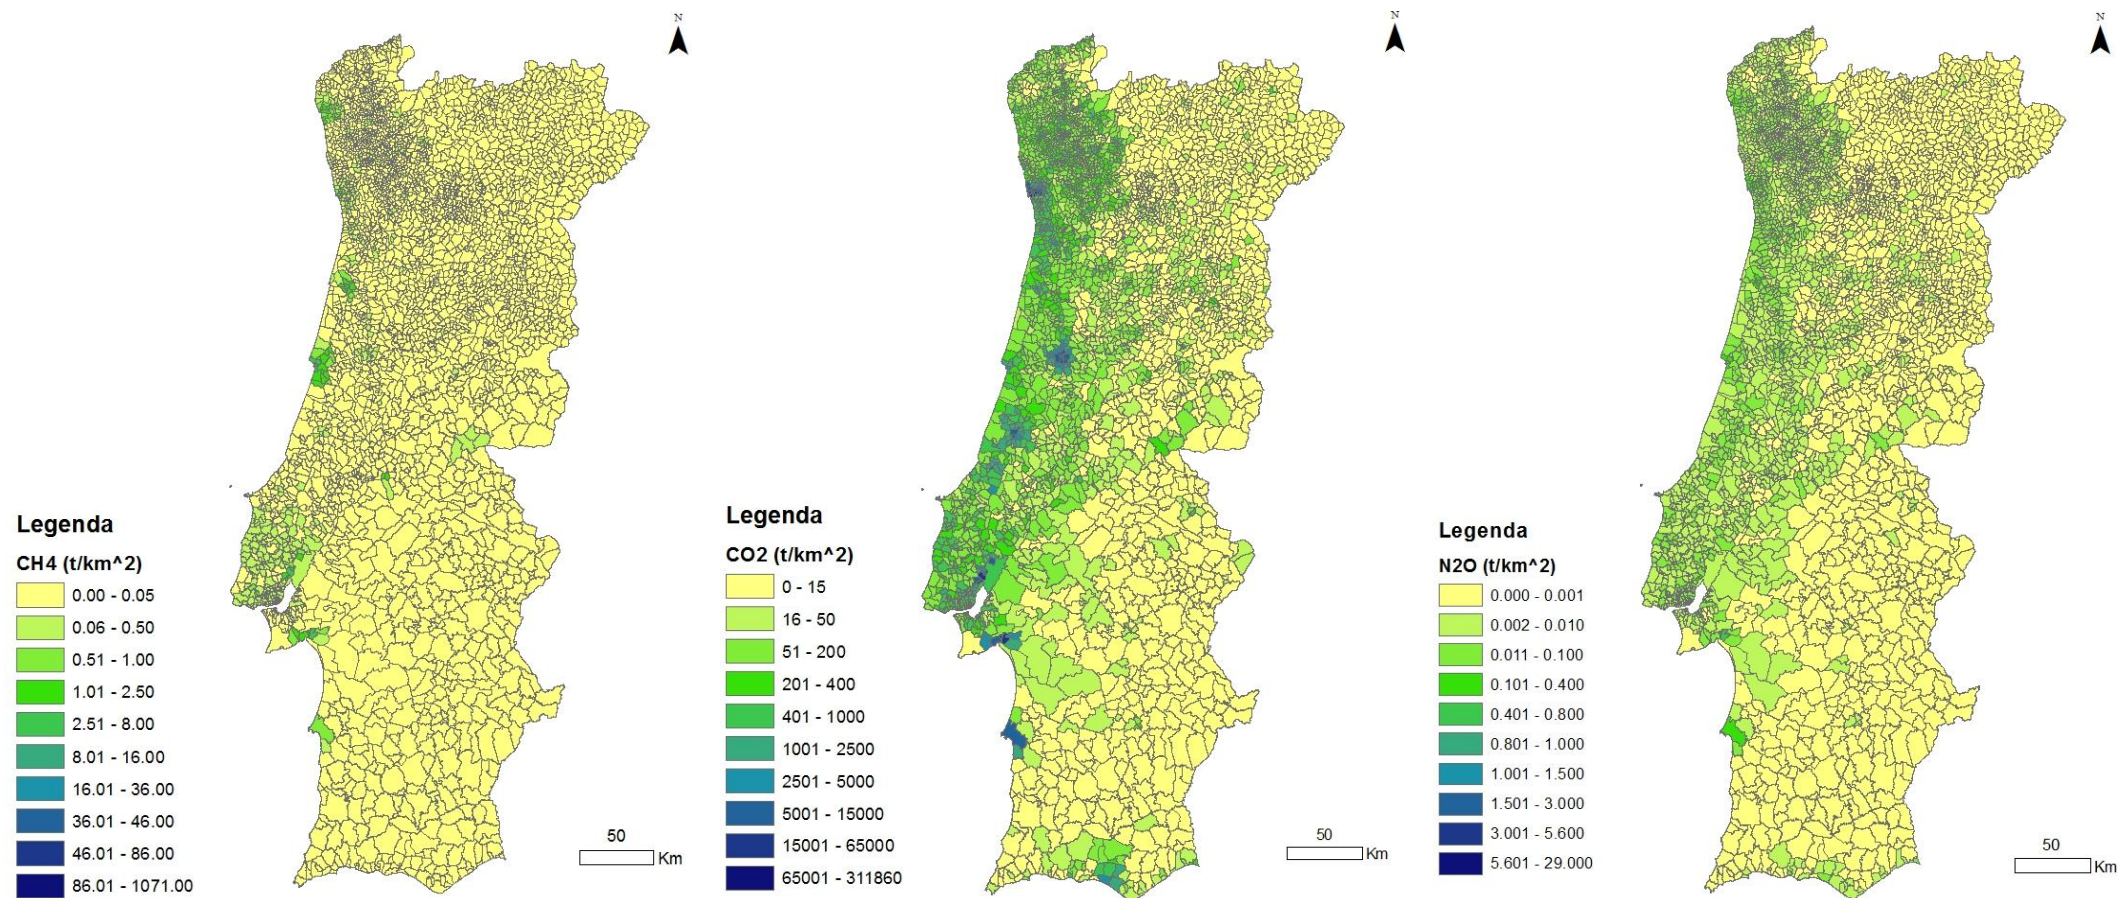 N
Legenda
CH4 (t/km^2)
0.00 - 0.05
0.06 - 0.50
0.51 - 1.00
1.01 - 2.50
2.51 - 8.00
8.01 - 16.00
16.01 - 36.00
36.01 - 46.00
46.01 - 86.00
86.01 - 1071.00
50
Km
N
Legenda
CO2 (t/km^2)
0 - 15
16 - 50
51 - 200
201 - 400
401 - 1000
1001 - 2500
2501 - 5000
5001 - 15000
15001 - 65000
65001 - 311860
50
Km
N
Legenda
N2O (t/km^2)
0.000 - 0.001
0.002 - 0.010
0.011 - 0.100
0.101 - 0.400
0.401 - 0.800
0.801 - 1.000
1.001 - 1.500
1.501 - 3.000
3.001 - 5.600
5.601 - 29.000
50
Km